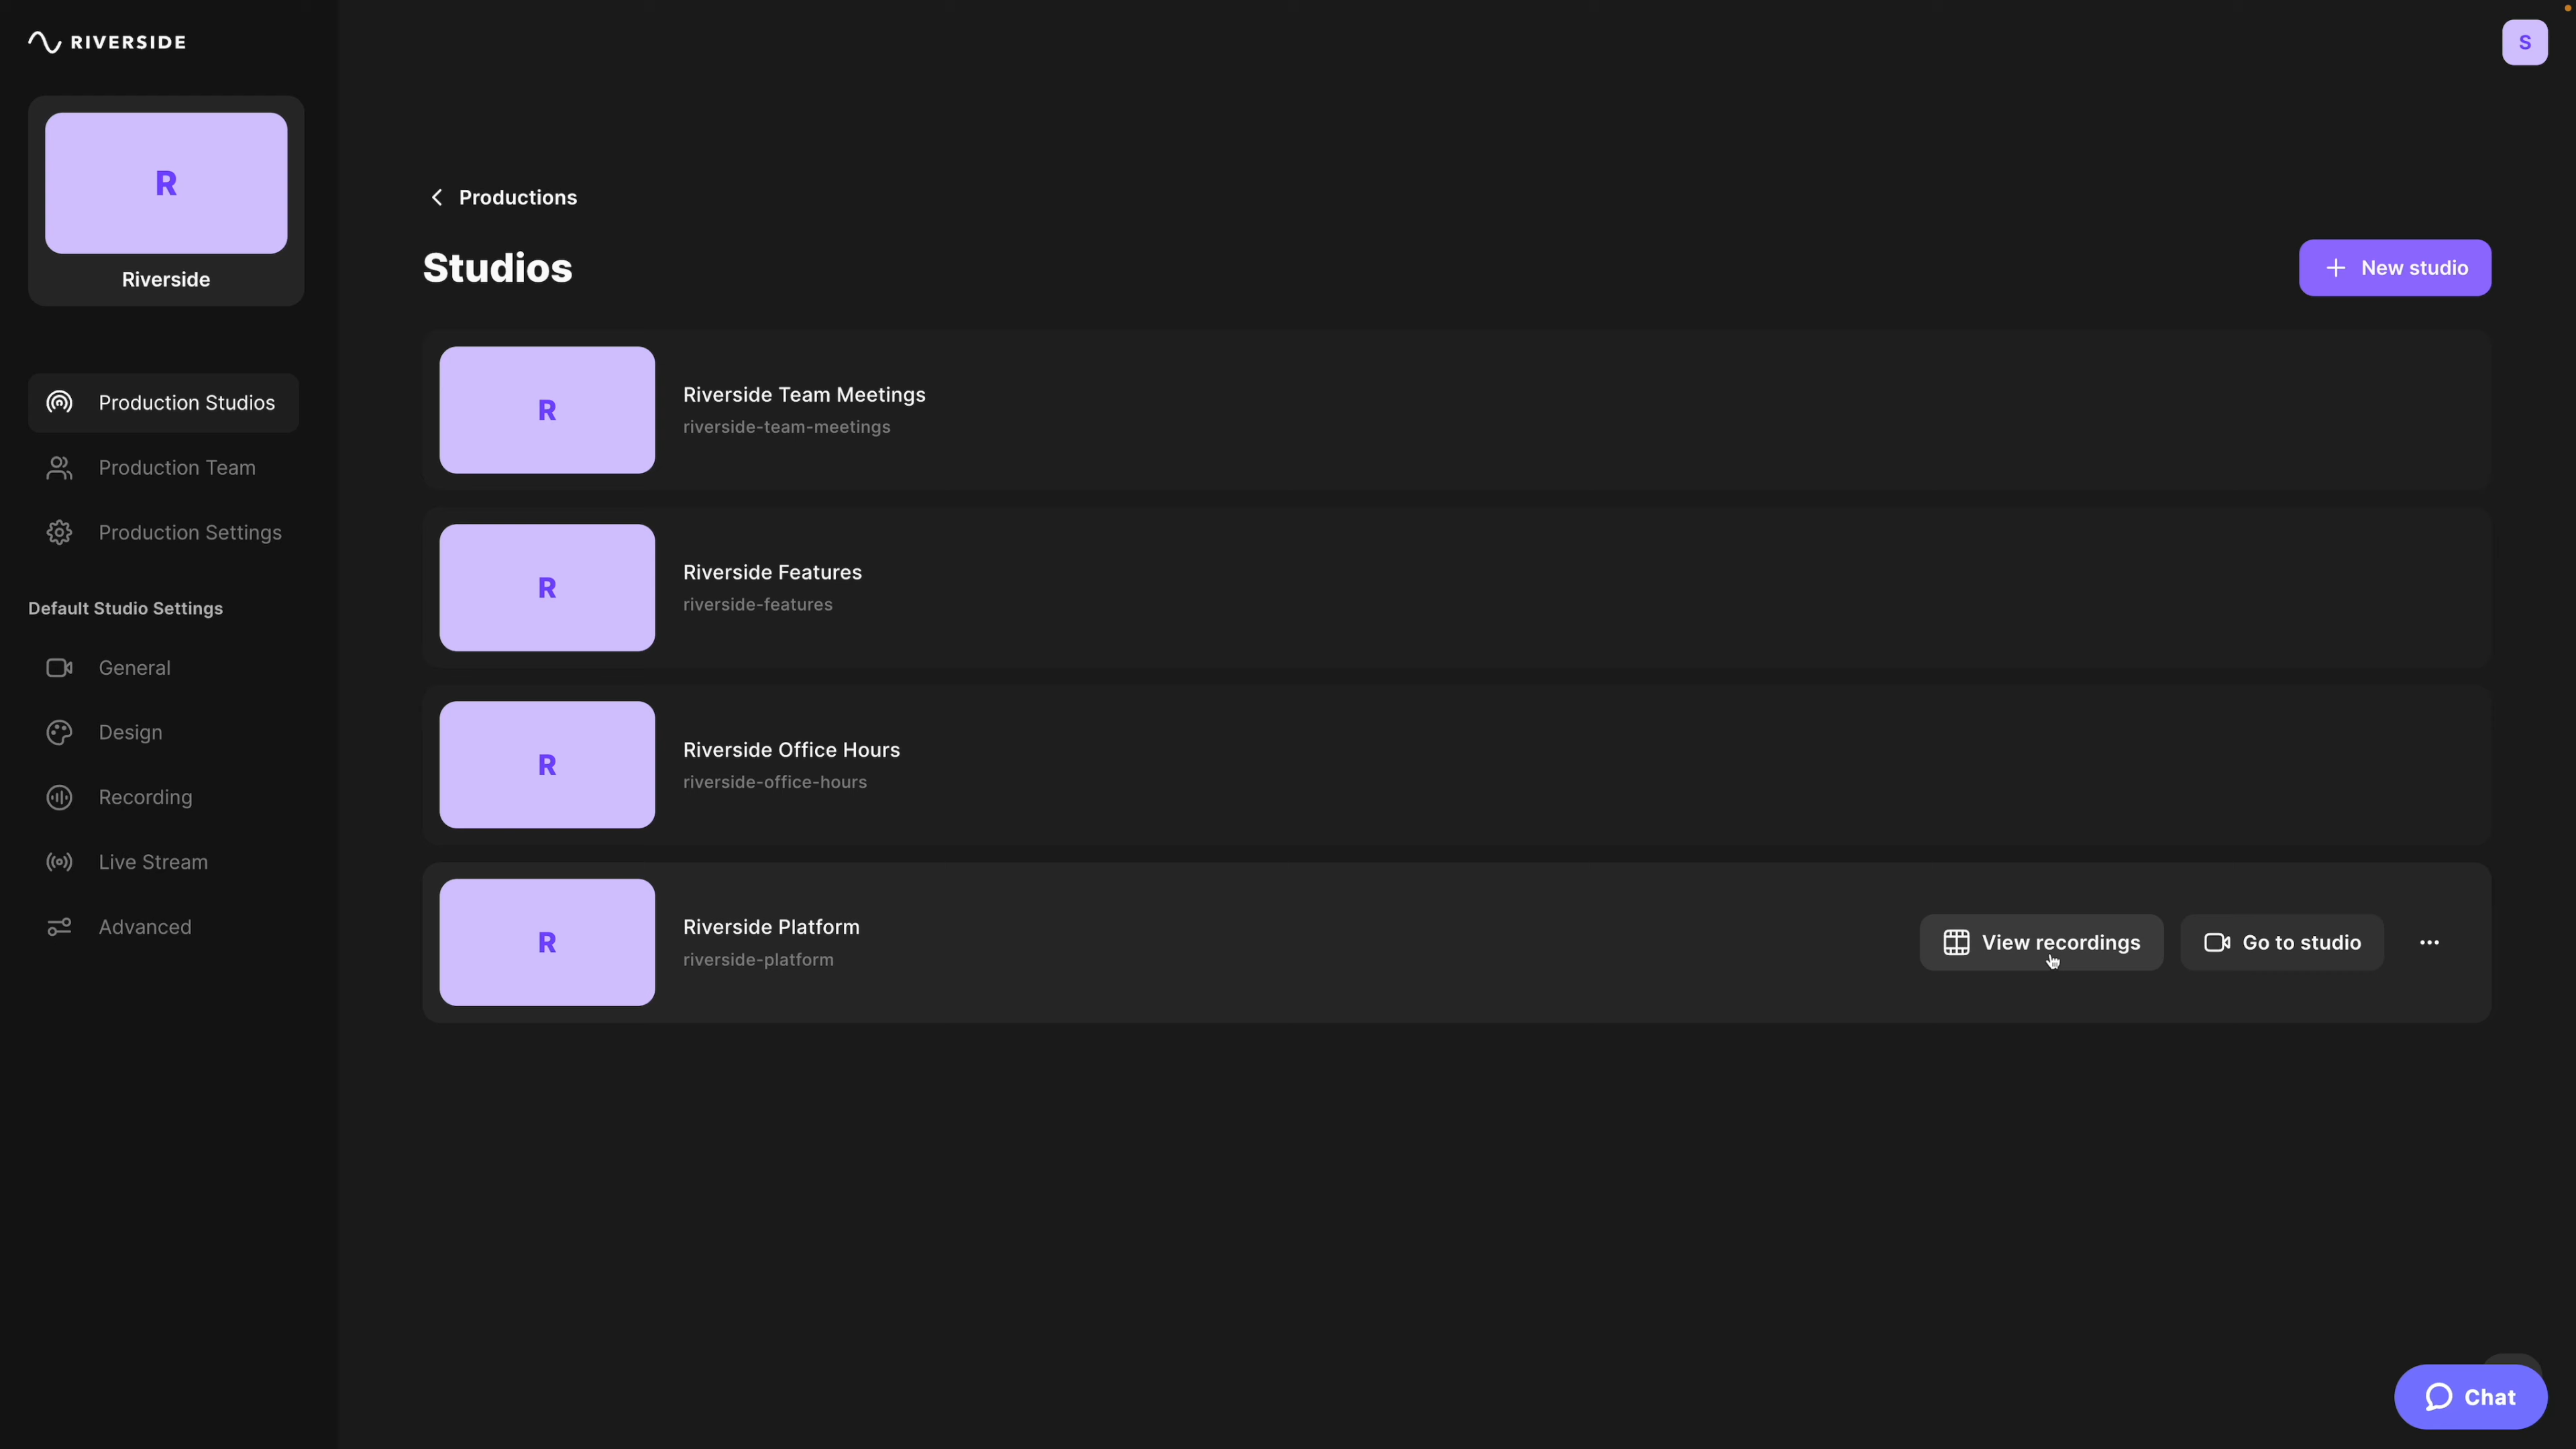 RIVERSIDE
S
R
Riverside
Production Studios
Production Team
Production Settings
Default Studio Settings
General
Design
Recording
Live Stream
Advanced
Productions
Studios
New studio
R
Riverside Team Meetings
riverside-team-meetings
R
Riverside Features
riverside-features
R
Riverside Office Hours
riverside-office-hours
R
Riverside Platform
riverside-platform
View recordings
Go to studio
Chat